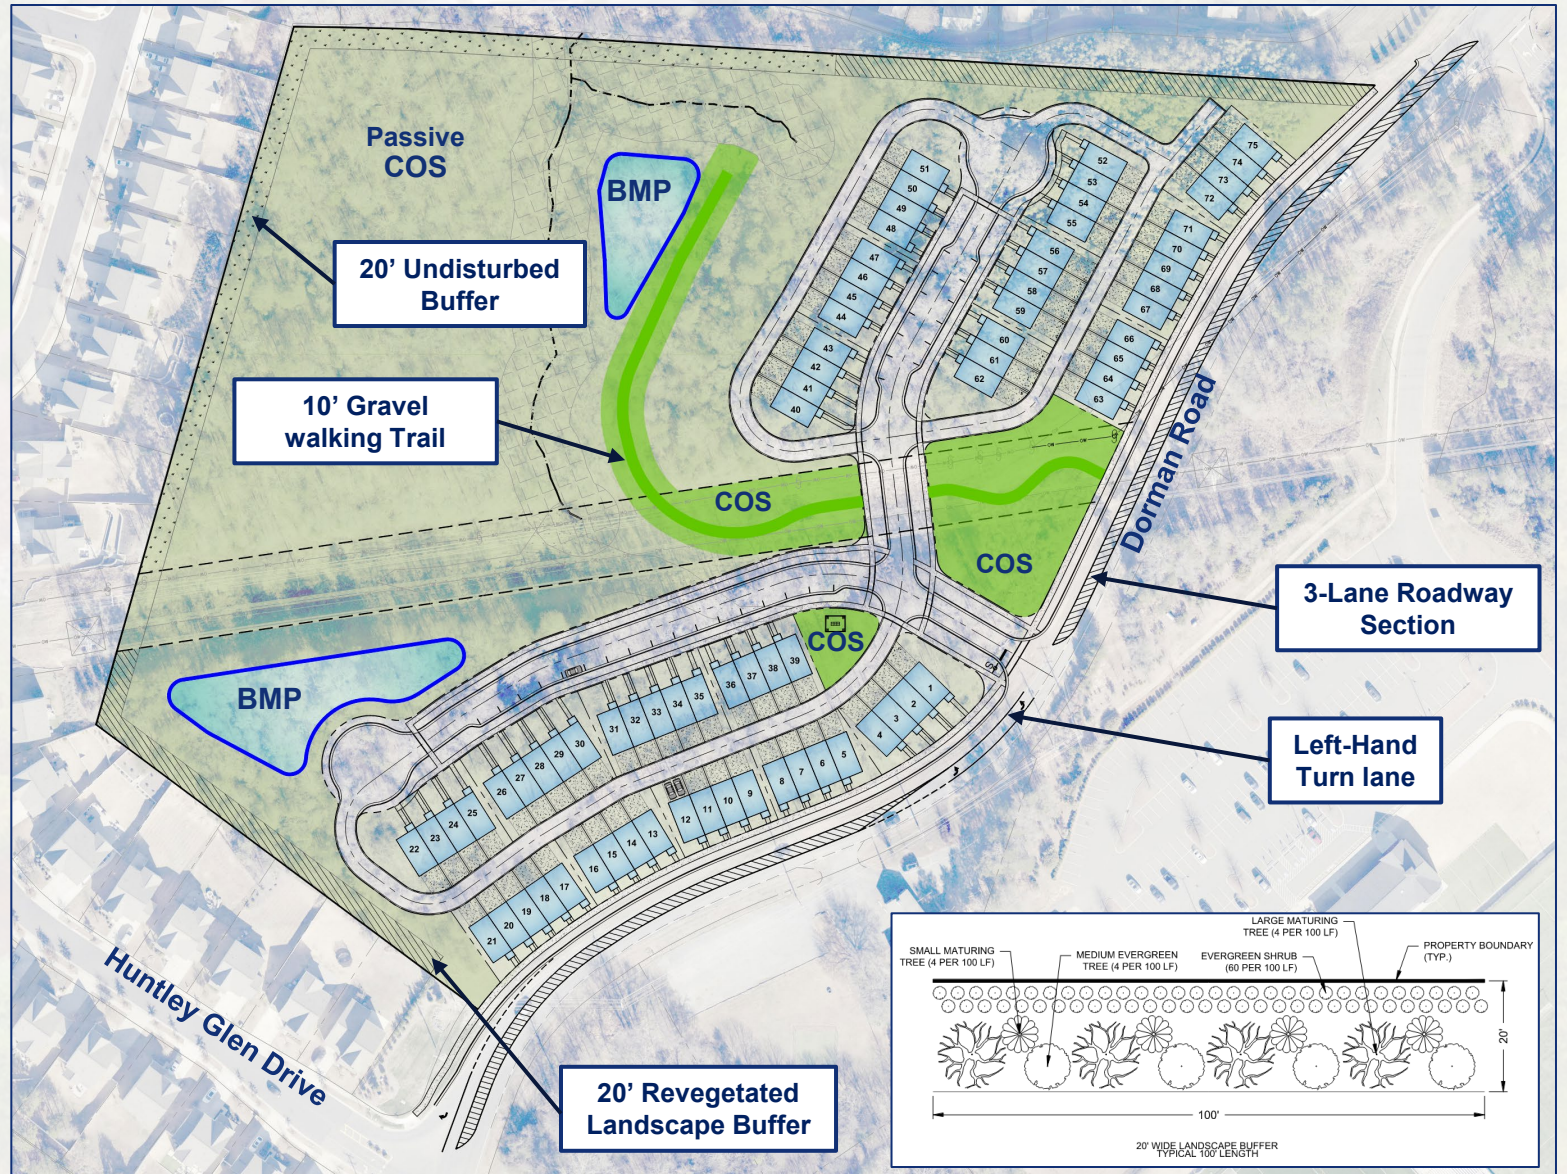 Passive
COS
BMP
20’ Undisturbed
Buffer
10’ Gravel
walking Trail
COS
COS
COS
BMP
Dorman Road
3-Lane Roadway
Section
Left-Hand
Turn lane
20’ Revegetated
Landscape Buffer
Huntley Glen Drive
51
50
49
48
47
46
45
44
43
42
41
40
52
53
54
55
56
57
58
59
60
61
62
75
74
73
72
71
70
69
68
67
66
65
64
63
39
38
37
36
35
34
33
32
31
30
29
28
27
26
25
24
23
22
1
2
3
4
5
6
7
8
9
10
11
12
13
14
15
16
17
18
19
20
21
SMALL MATURING
TREE (4 PER 100 LF)
MEDIUM EVERGREEN
TREE (4 PER 100 LF)
LARGE MATURING
TREE (4 PER 100 LF)
EVERGREEN SHRUB
(60 PER 100 LF)
PROPERTY BOUNDARY
(TYP.)
20'
100'
20' WIDE LANDSCAPE BUFFER
TYPICAL 100' LENGTH